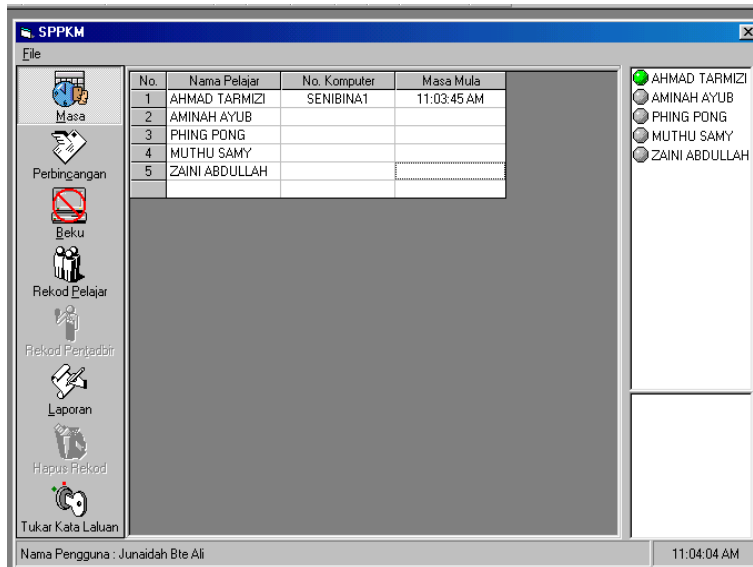 SPPKM
File
Masa
Perbincangan
Beku
Rekod Pelajar
Rekod Pentadbir
Laporan
Hapus Rekod
Tukar Kata Laluan
No. Nama Pelajar No. Komputer Masa Mula
1 AHMAD TARMIZI SENIBINA1 11:03:45 AM
2 AMINAH AYUB
3 PHING PONG
4 MUTHU SAMY
5 ZAINI ABDULLAH
AHMAD TARMIZI
AMINAH AYUB
PHING PONG
MUTHU SAMY
ZAINI ABDULLAH
Nama Pengguna : Junaidah Bte Ali 11:04:04 AM